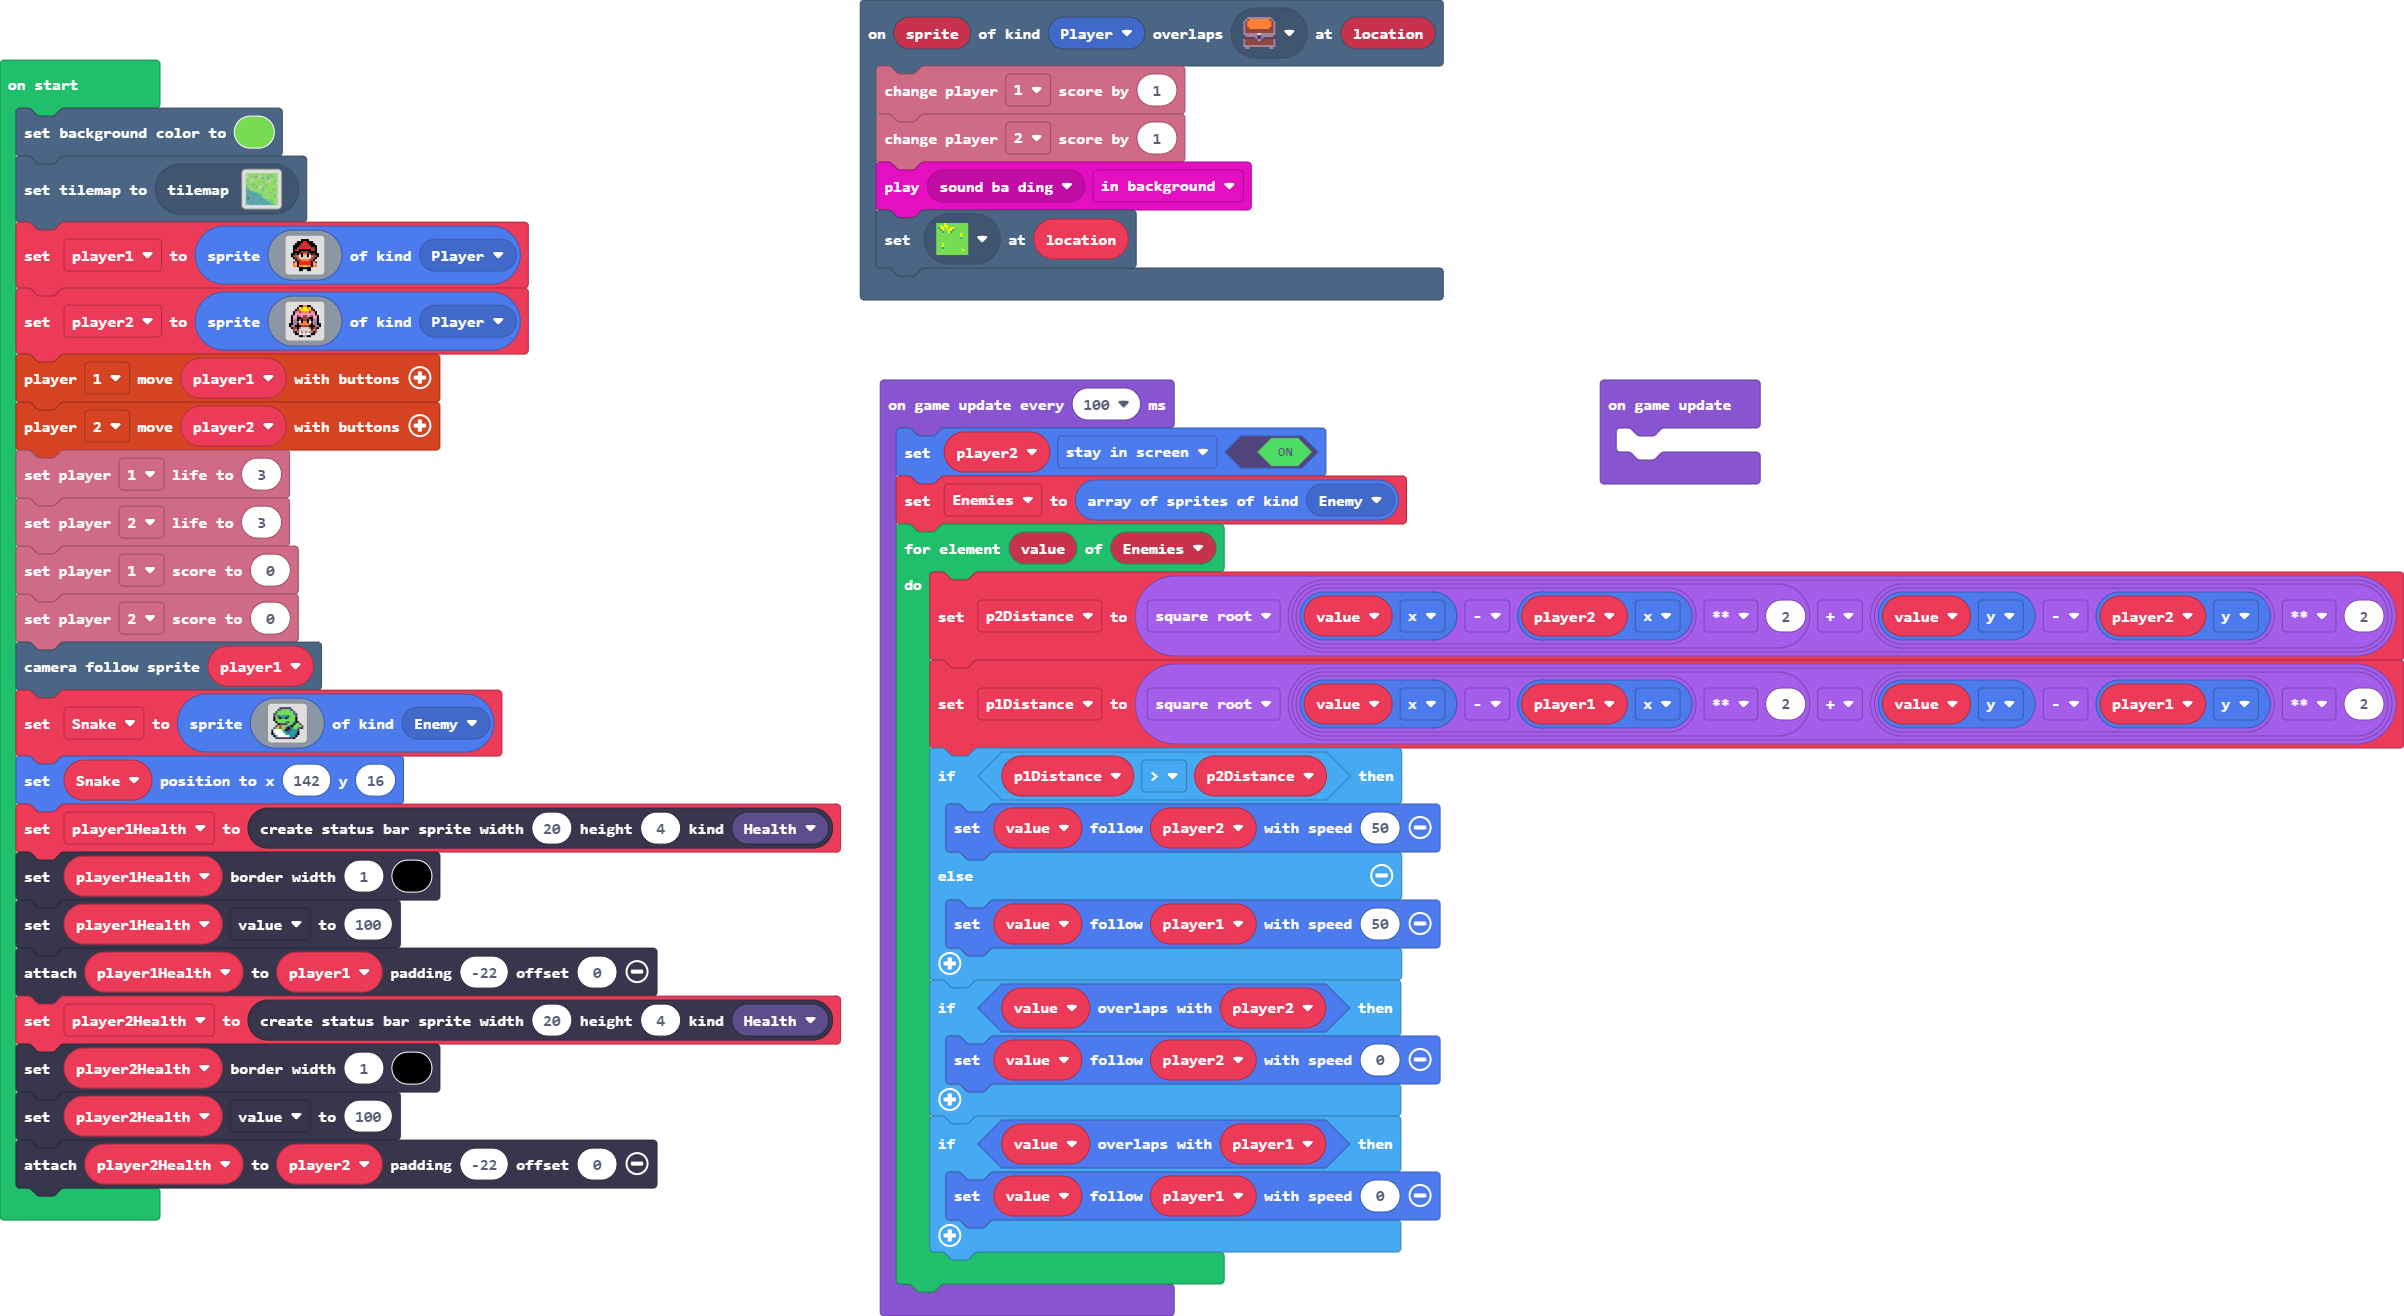 on start
set background color to
set tilemap to tilemap
set player1 to sprite of kind Player
set player2 to sprite of kind Player
player 1 move player1 with buttons
player 2 move player2 with buttons
set player 1 life to 3
set player 2 life to 3
set player 1 score to 0
set player 2 score to 0
camera follow sprite player1
set Snake to sprite of kind Enemy
set Snake position to x 142 y 16
set player1Health to create status bar sprite width 20 height 4 kind Health
set player1Health border width 1
set player1Health value to 100
attach player1Health to player1 padding -22 offset 0
set player2Health to create status bar sprite width 20 height 4 kind Health
set player2Health border width 1
set player2Health value to 100
attach player2Health to player2 padding -22 offset 0
on sprite of kind Player overlaps at location
change player 1 score by 1
change player 2 score by 1
play sound ba ding in background
set at location
on game update every 100 ms
set player2 stay in screen ON
set Enemies to array of sprites of kind Enemy
for element value of Enemies
do
set p2Distance to square root value x - player2 x ** 2 + value y - player2 y ** 2
set p1Distance to square root value x - player1 x ** 2 + value y - player1 y ** 2
if p1Distance > p2Distance then
set value follow player2 with speed 50
else
set value follow player1 with speed 50
if value overlaps with player2 then
set value follow player2 with speed 0
if value overlaps with player1 then
set value follow player1 with speed 0
on game update